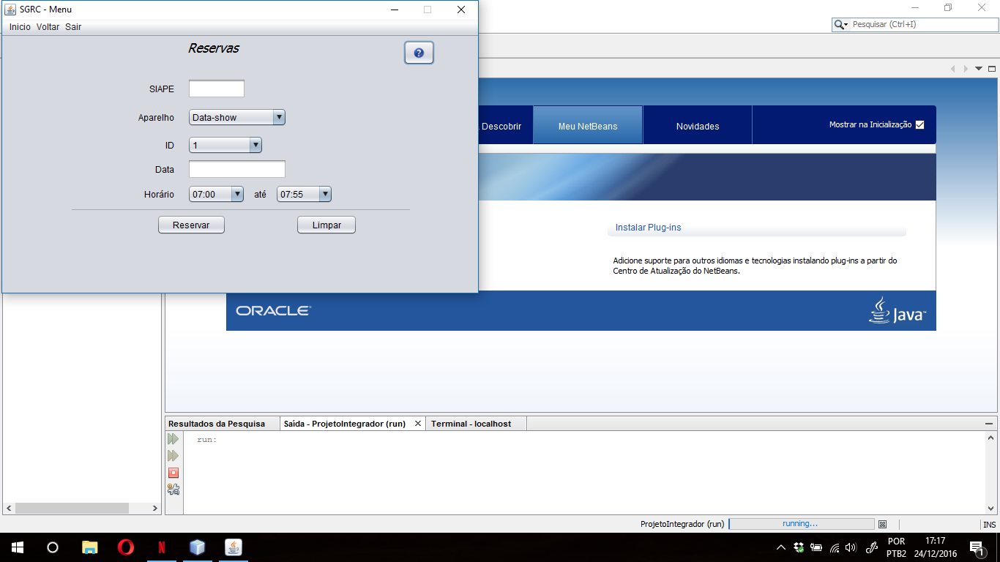 SGRC - Menu
Inicio Voltar Sair
Reservas
SIAPE
Aparelho Data-show
ID 1
Data
Horário 07:00 até 07:55
Reservar Limpar
Pesquisar (Ctrl+I)
Descobrir Meu NetBeans Novidades Mostrar na Inicialização
Instalar Plug-ins
Adicione suporte para outros idiomas e tecnologias instalando plug-ins a partir do
Centro de Atualização do NetBeans.
ORACLE Java
Resultados da Pesquisa Saída - ProjetoIntegrador (run) Terminal - localhost
run:
ProjetoIntegrador (run) running... INS
POR 17:17
PTB2 24/12/2016 1